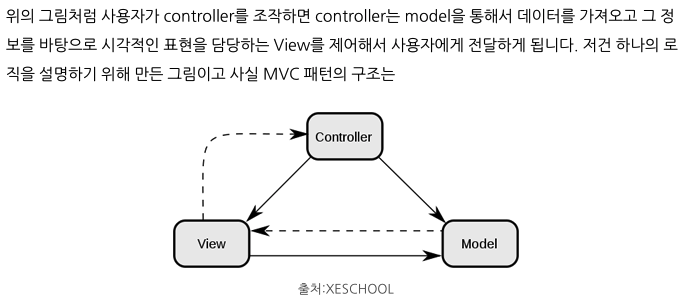 위의 그림처럼 사용자가 controller를 조작하면 controller는 model을 통해서 데이터를 가져오고 그 정
보를 바탕으로 시각적인 표현을 담당하는 View를 제어해서 사용자에게 전달하게 됩니다. 저건 하나의 로
직을 설명하기 위해 만든 그림이고 사실 MVC 패턴의 구조는
Controller
View
Model
출처:XESCHOOL